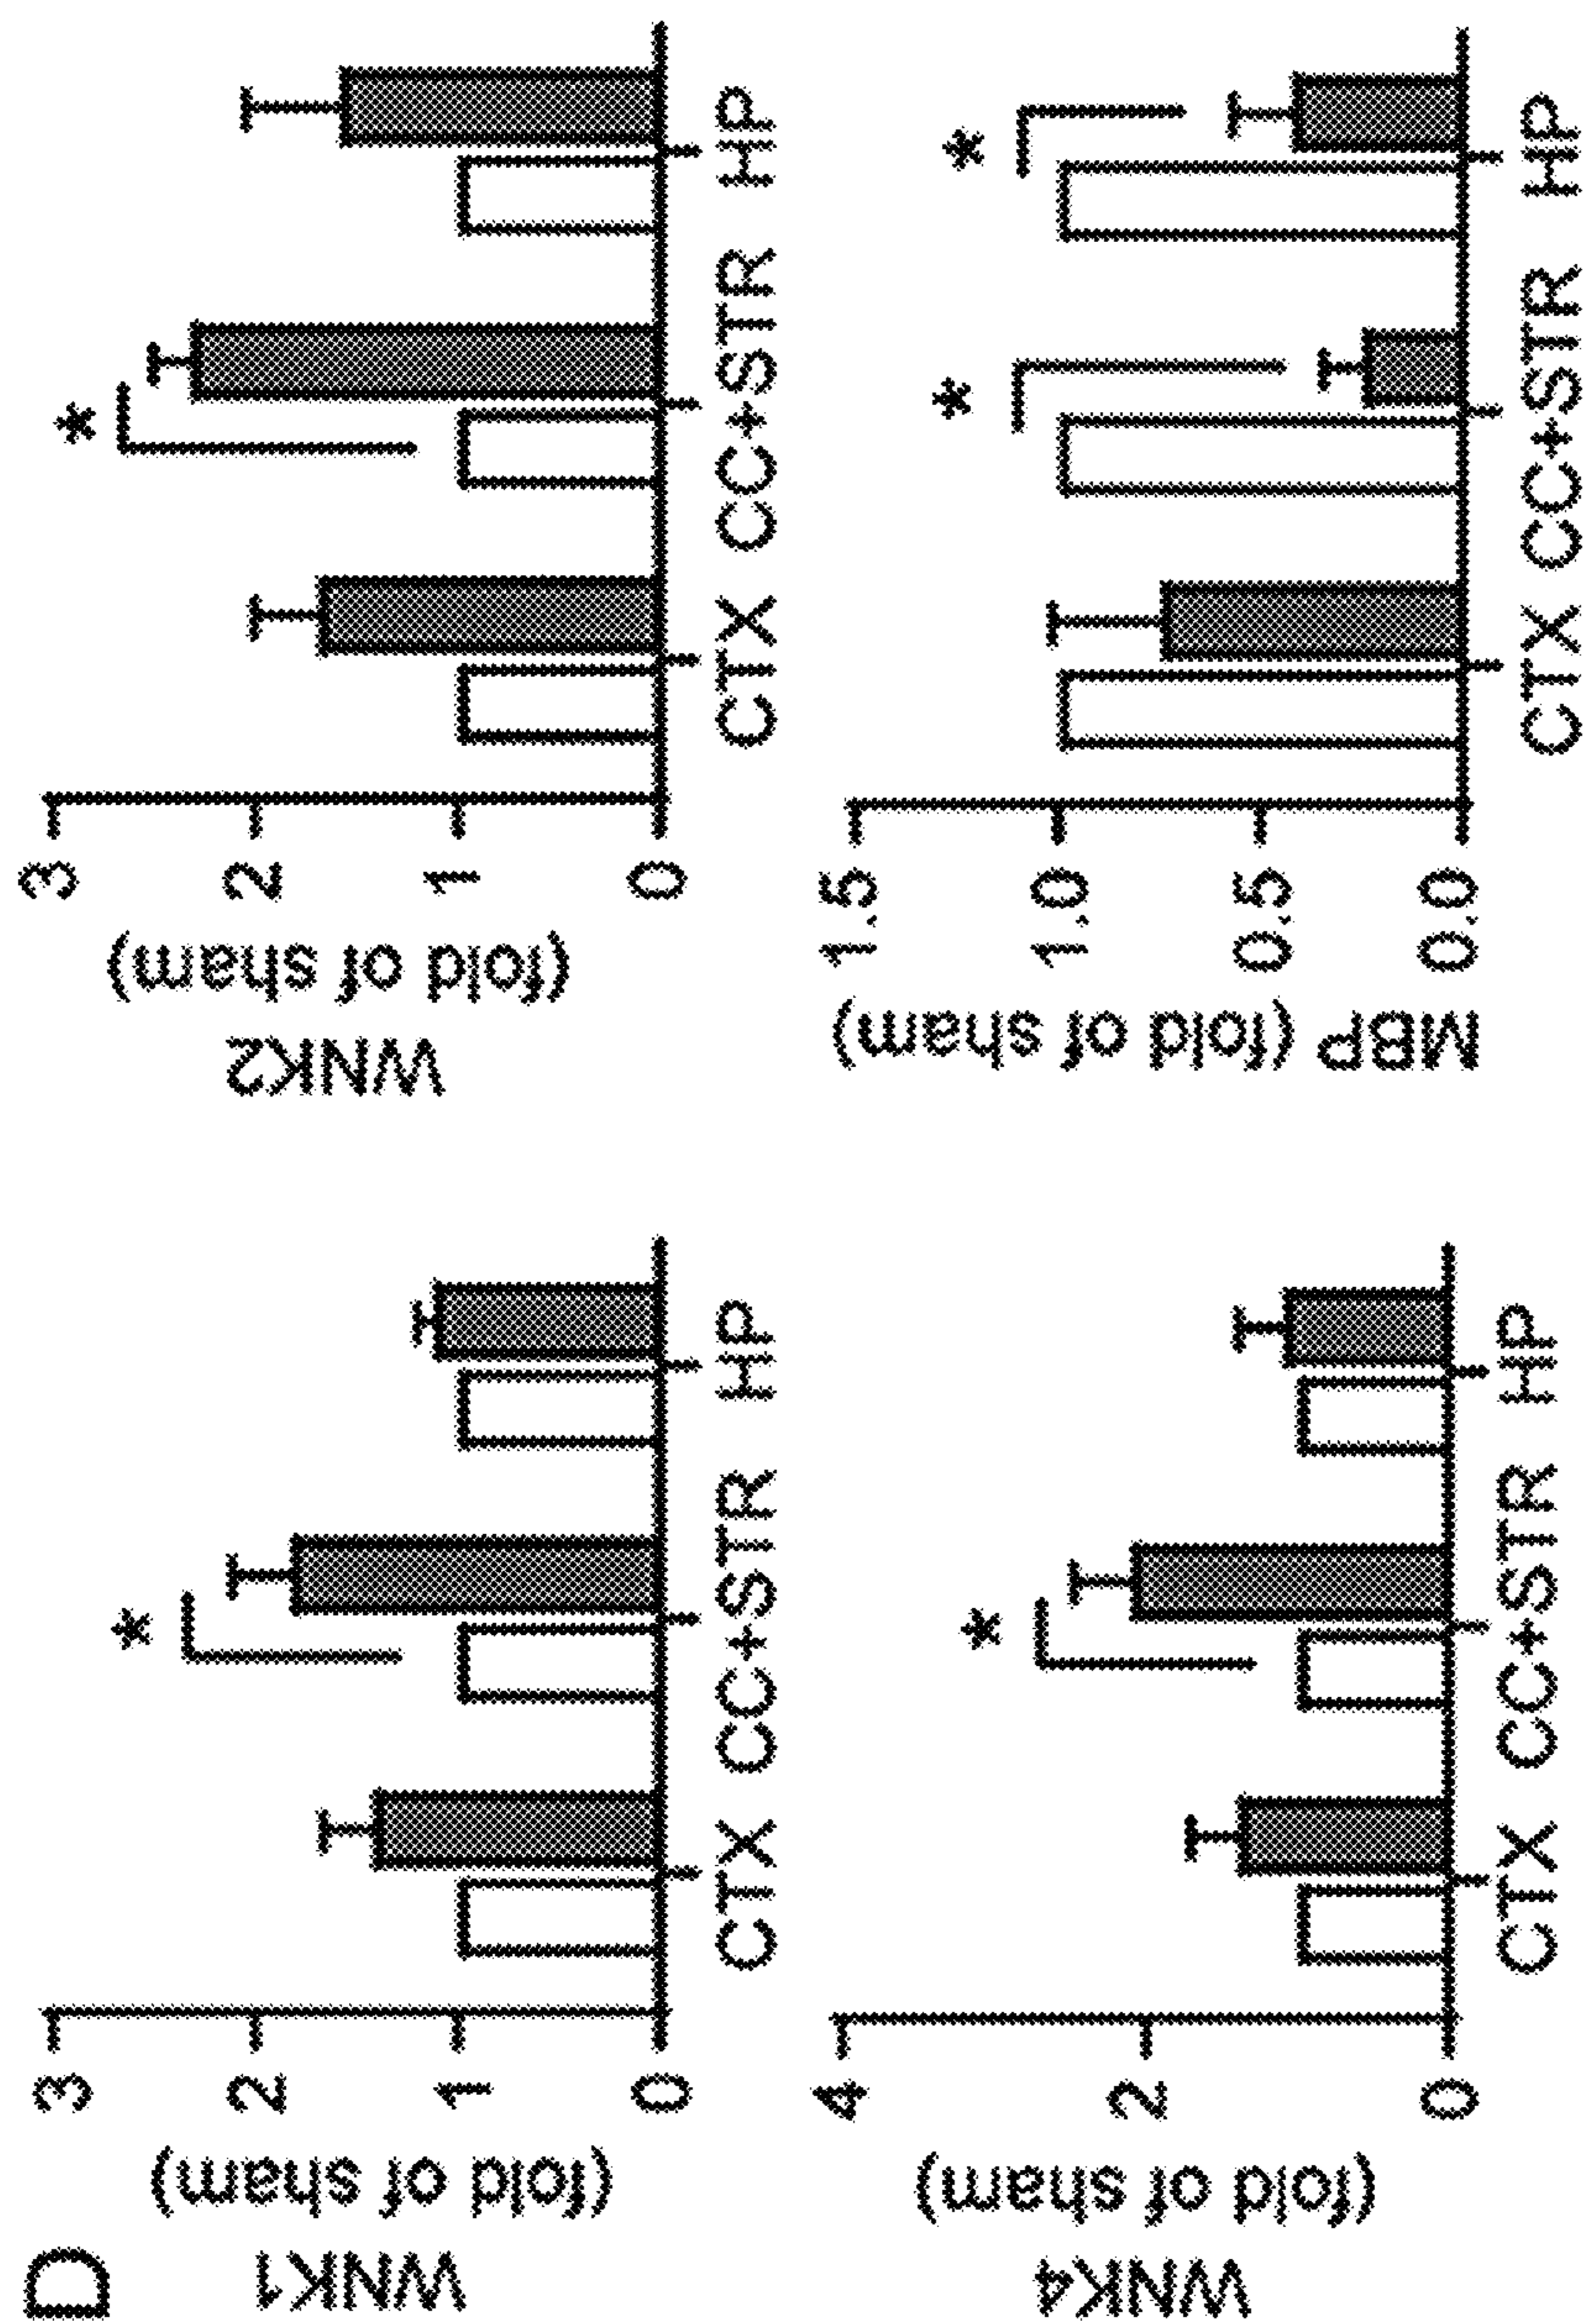 D
WNK1
(fold of sham)
3
2
1
0
*
CTX CC+STR HP
WNK2
(fold of sham)
3
2
1
0
*
CTX CC+STR HP
WNK4
(fold of sham)
4
2
0
*
CTX CC+STR HP
MBP (fold of sham)
1.5
1.0
0.5
0.0
* *
CTX CC+STR HP